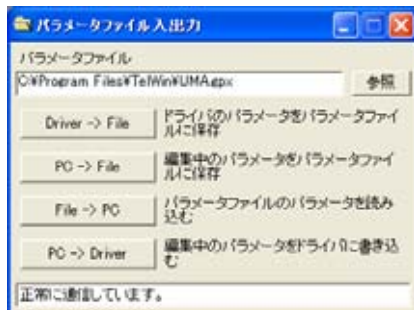 パラメータファイル入出力
パラメータファイル
C:¥Program Files¥TelWin¥UMA.gpx
参照
Driver -> File
ドライバのパラメータをパラメータファイ
ルに保存
PC -> File
編集中のパラメータをパラメータファイ
ルに保存
File -> PC
パラメータファイルのパラメータを読み
込む
PC -> Driver
編集中のパラメータをドライバに書き込
む
正常に通信しています。